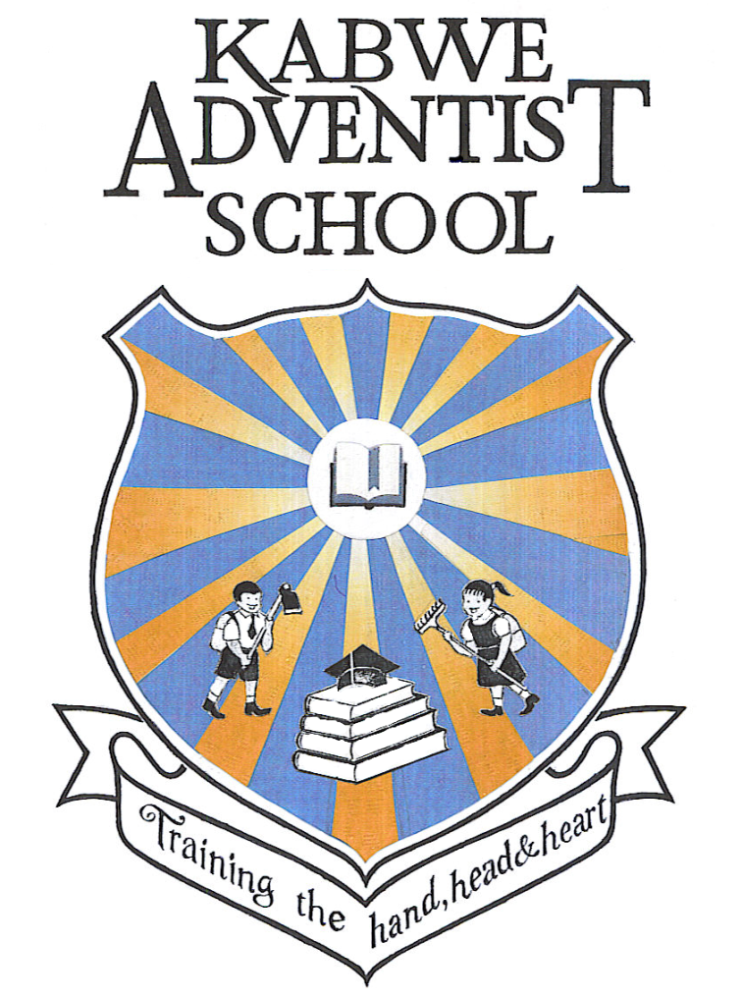 KABWE
ADVENTIST
SCHOOL
Training the hand, head & heart